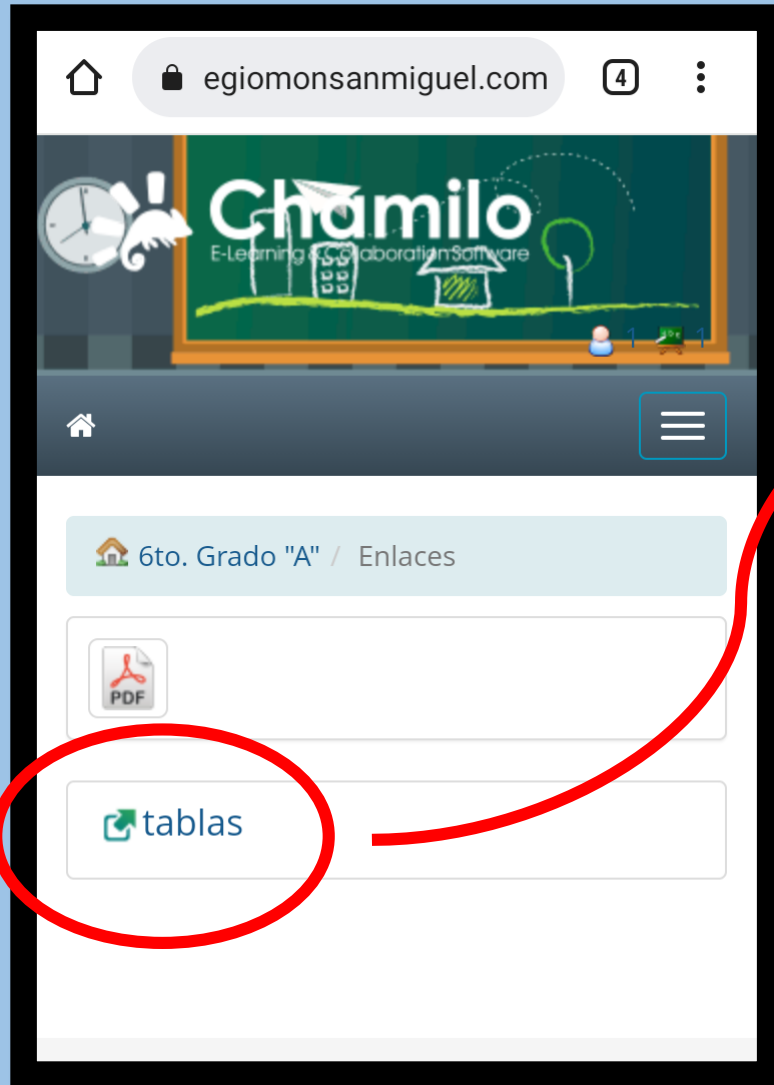 egiomonsanmiguel.com
4
Chamilo
E-Learning & Collaboration Software
1 1
6to. Grado "A" / Enlaces
PDF
tablas